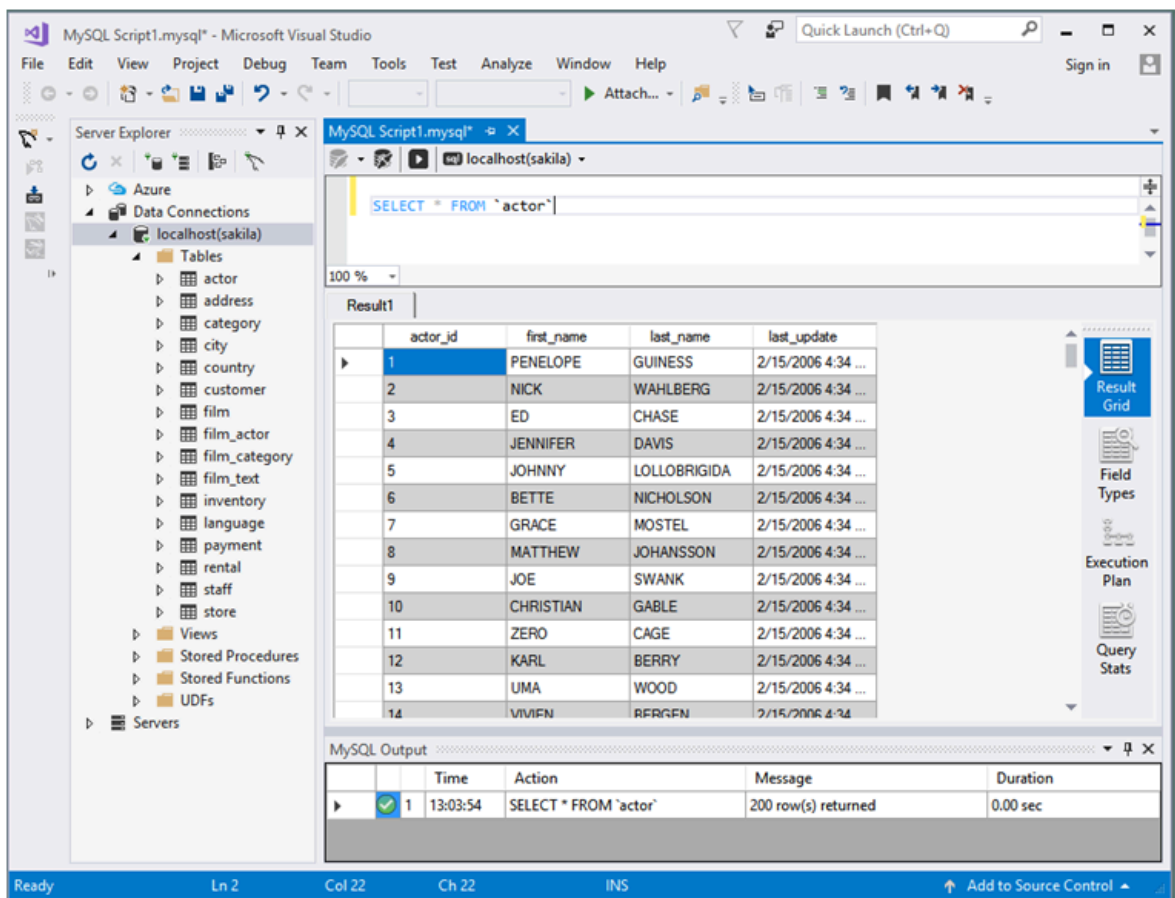 MySQL Script1.mysql* - Microsoft Visual Studio
Quick Launch (Ctrl+Q)
File Edit View Project Debug Team Tools Test Analyze Window Help
Sign in
Attach...
Server Explorer
Azure
Data Connections
localhost(sakila)
Tables
actor
address
category
city
country
customer
film
film_actor
film_category
film_text
inventory
language
payment
rental
staff
store
Views
Stored Procedures
Stored Functions
UDFs
Servers
MySQL Script1.mysql*
sql localhost(sakila)
SELECT * FROM `actor`
100 %
Result1
actor_id first_name last_name last_update
1 PENELOPE GUINESS 2/15/2006 4:34 ...
2 NICK WAHLBERG 2/15/2006 4:34 ...
3 ED CHASE 2/15/2006 4:34 ...
4 JENNIFER DAVIS 2/15/2006 4:34 ...
5 JOHNNY LOLLOBRIGIDA 2/15/2006 4:34 ...
6 BETTE NICHOLSON 2/15/2006 4:34 ...
7 GRACE MOSTEL 2/15/2006 4:34 ...
8 MATTHEW JOHANSSON 2/15/2006 4:34 ...
9 JOE SWANK 2/15/2006 4:34 ...
10 CHRISTIAN GABLE 2/15/2006 4:34 ...
11 ZERO CAGE 2/15/2006 4:34 ...
12 KARL BERRY 2/15/2006 4:34 ...
13 UMA WOOD 2/15/2006 4:34 ...
14 VIVIEN BERGEN 2/15/2006 4:34
Result
Grid
Field
Types
Execution
Plan
Query
Stats
MySQL Output
Time Action Message Duration
1 13:03:54 SELECT * FROM `actor` 200 row(s) returned 0.00 sec
Ready Ln 2 Col 22 Ch 22 INS Add to Source Control